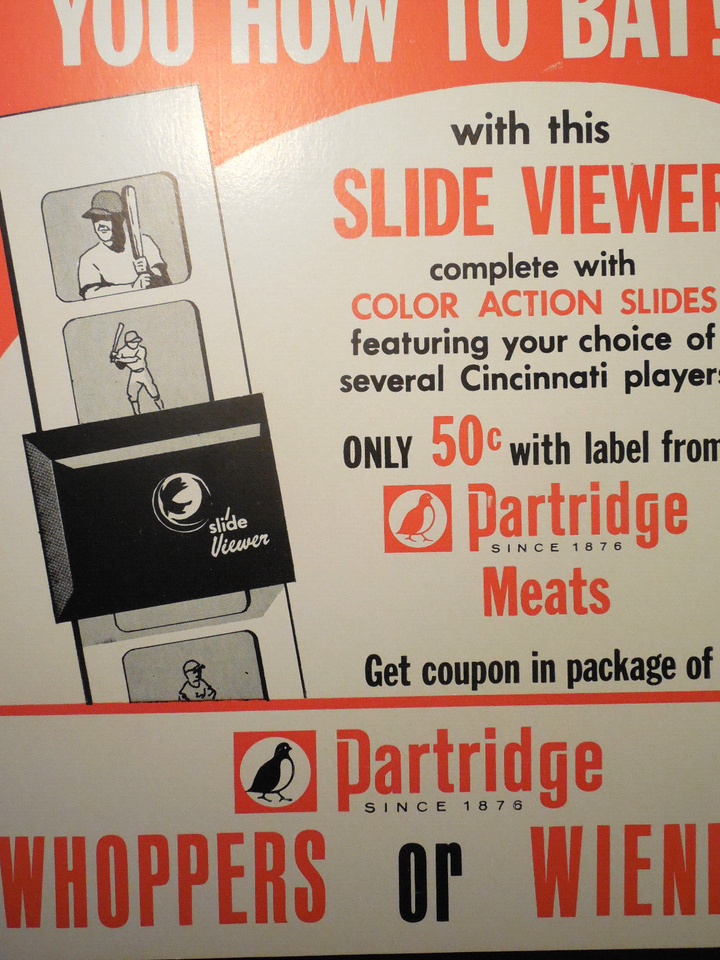 YOU HOW TO BAT!
with this
SLIDE VIEWER
complete with
COLOR ACTION SLIDES
featuring your choice of
several Cincinnati players
ONLY 50c with label from
Partridge
SINCE 1876
Meats
slide
Viewer
Get coupon in package of
Partridge
SINCE 1876
WHOPPERS or WIEN